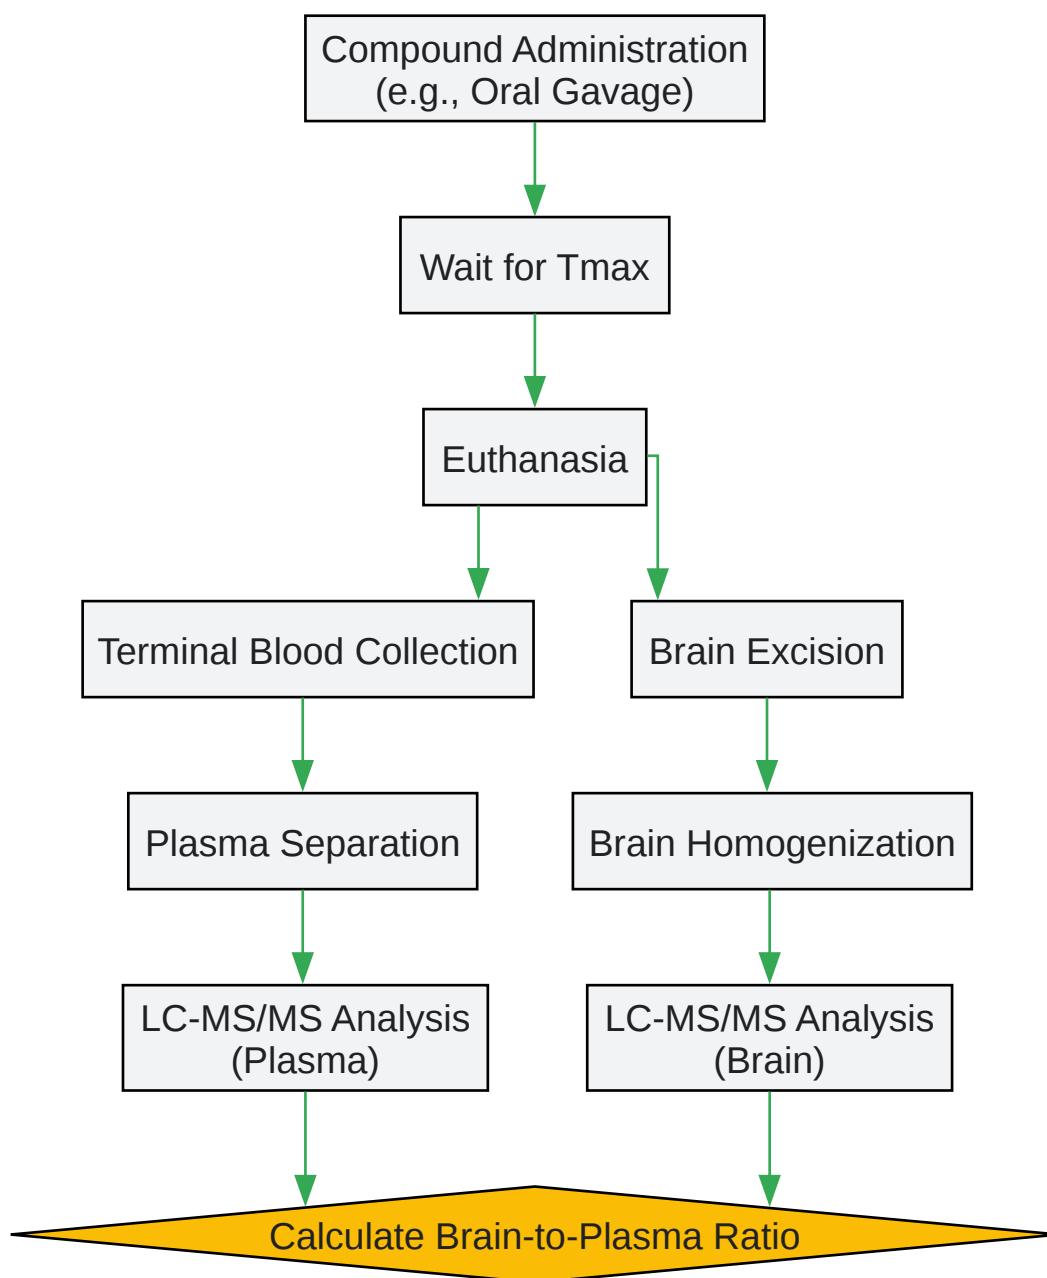 Compound Administration
(e.g., Oral Gavage)
Wait for Tmax
Euthanasia
Terminal Blood Collection
Brain Excision
Plasma Separation
Brain Homogenization
LC-MS/MS Analysis
(Plasma)
LC-MS/MS Analysis
(Brain)
Calculate Brain-to-Plasma Ratio